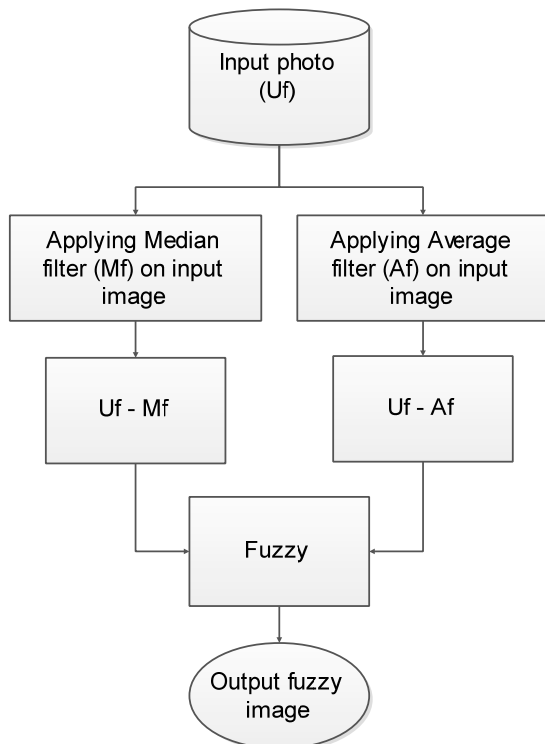 Input photo
(Uf)
Applying Median
filter (Mf) on input
image
Applying Average
filter (Af) on input
image
Uf - Mf
Uf - Af
Fuzzy
Output fuzzy
image